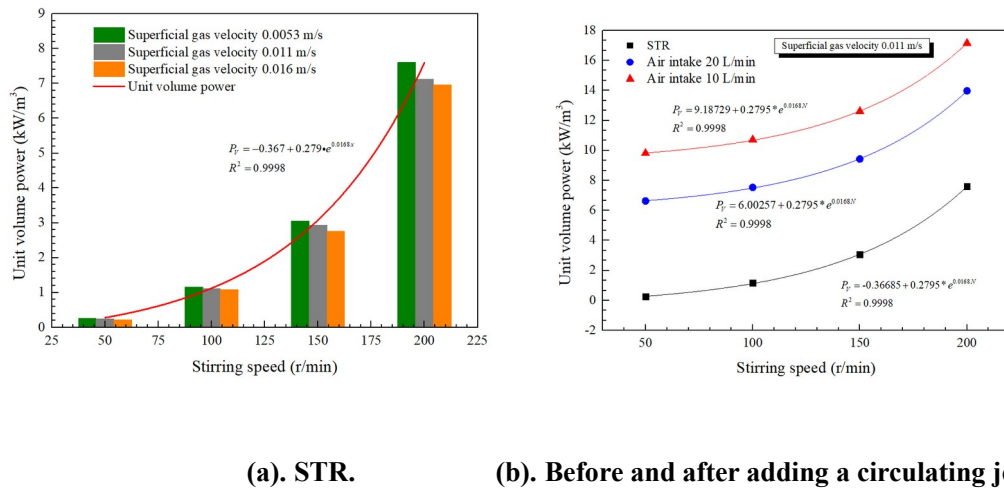 9
8
7
6
5
4
3
2
1
0
Unit volume power (kW/m³)
Superficial gas velocity 0.0053 m/s
Superficial gas velocity 0.011 m/s
Superficial gas velocity 0.016 m/s
Unit volume power
P_V = −0.367 + 0.279•e^{0.0168x}
R² = 0.9998
25 50 75 100 125 150 175 200 225
Stirring speed (r/min)
18
16
14
12
10
8
6
4
2
0
-2
Unit volume power (kW/m³)
STR
Air intake 20 L/min
Air intake 10 L/min
Superficial gas velocity 0.011 m/s
P_V = 9.18729 + 0.2795 * e^{0.0168N}
R² = 0.9998
P_V = 6.00257 + 0.2795 * e^{0.0168N}
R² = 0.9998
P_V = -0.36685 + 0.2795 * e^{0.0168N}
R² = 0.9998
50 100 150 200
Stirring speed (r/min)
(a). STR. (b). Before and after adding a circulating